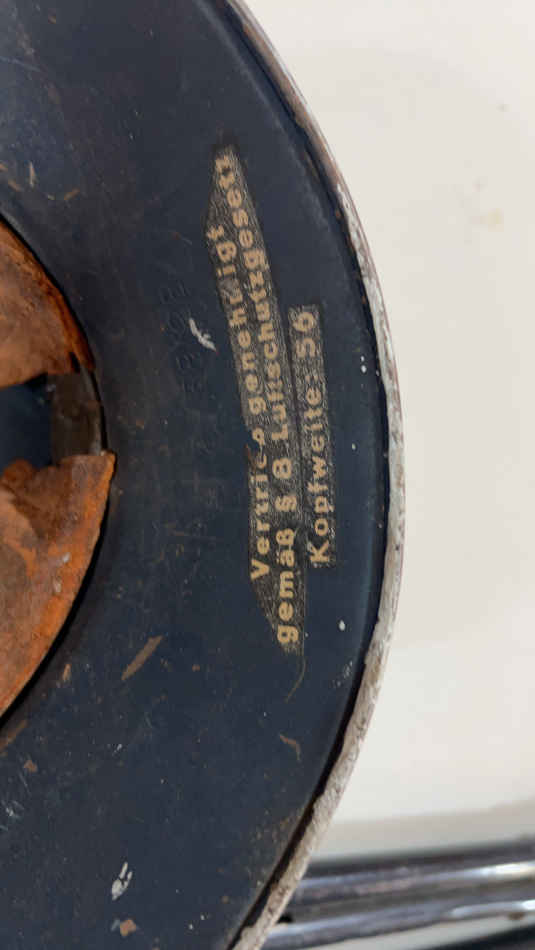 Vertrieb genehmigt
gemäß § 8 Luftschutzgesetz
Kopfweite: 56